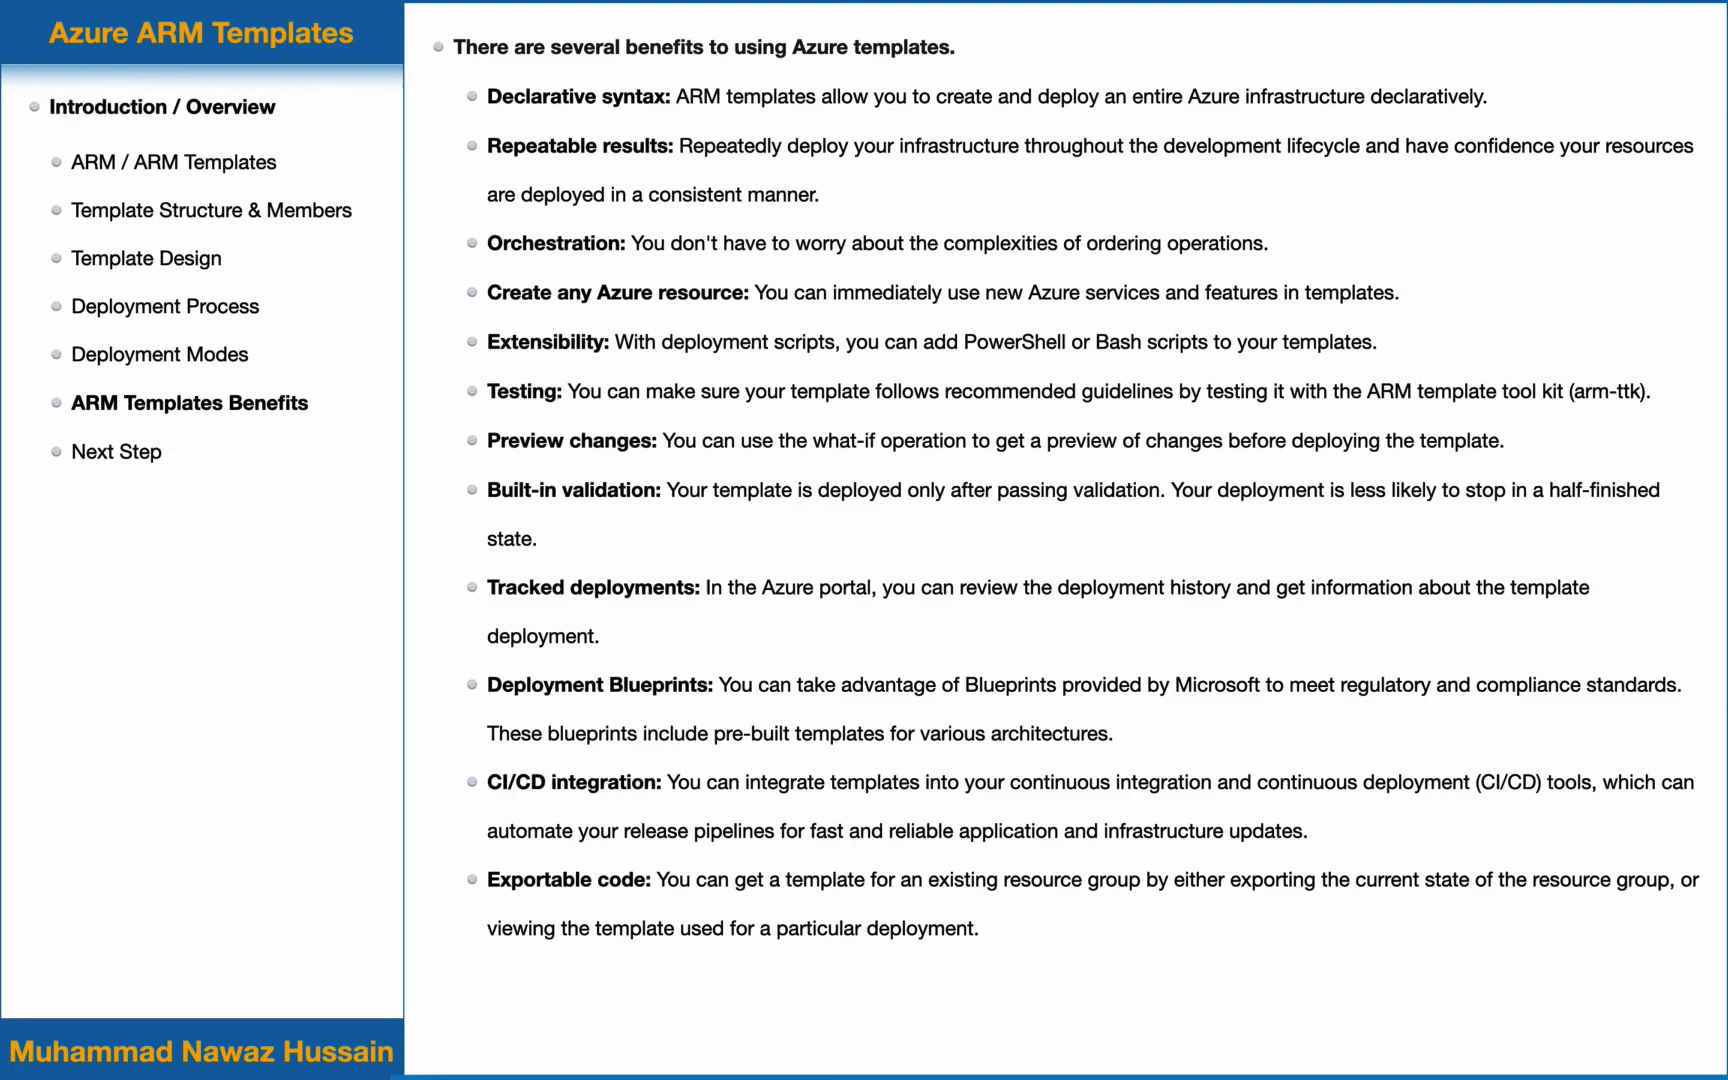 Azure ARM Templates
Introduction / Overview
ARM / ARM Templates
Template Structure & Members
Template Design
Deployment Process
Deployment Modes
ARM Templates Benefits
Next Step
Muhammad Nawaz Hussain
There are several benefits to using Azure templates.
Declarative syntax: ARM templates allow you to create and deploy an entire Azure infrastructure declaratively.
Repeatable results: Repeatedly deploy your infrastructure throughout the development lifecycle and have confidence your resources
are deployed in a consistent manner.
Orchestration: You don't have to worry about the complexities of ordering operations.
Create any Azure resource: You can immediately use new Azure services and features in templates.
Extensibility: With deployment scripts, you can add PowerShell or Bash scripts to your templates.
Testing: You can make sure your template follows recommended guidelines by testing it with the ARM template tool kit (arm-ttk).
Preview changes: You can use the what-if operation to get a preview of changes before deploying the template.
Built-in validation: Your template is deployed only after passing validation. Your deployment is less likely to stop in a half-finished
state.
Tracked deployments: In the Azure portal, you can review the deployment history and get information about the template
deployment.
Deployment Blueprints: You can take advantage of Blueprints provided by Microsoft to meet regulatory and compliance standards.
These blueprints include pre-built templates for various architectures.
CI/CD integration: You can integrate templates into your continuous integration and continuous deployment (CI/CD) tools, which can
automate your release pipelines for fast and reliable application and infrastructure updates.
Exportable code: You can get a template for an existing resource group by either exporting the current state of the resource group, or
viewing the template used for a particular deployment.